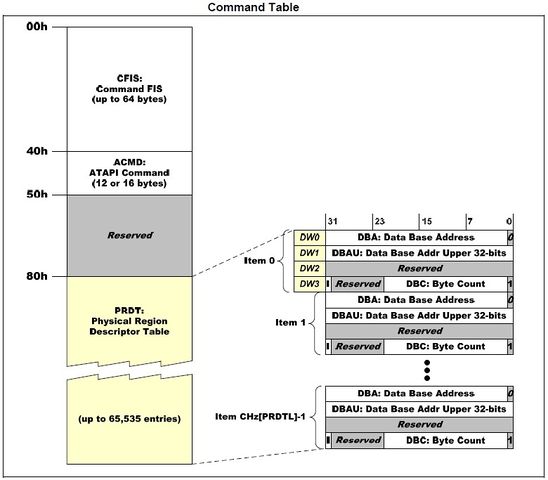 Command Table
00h
CFIS:
Command FIS
(up to 64 bytes)
40h
ACMD:
ATAPI Command
(12 or 16 bytes)
50h
Reserved
80h
PRDT:
Physical Region
Descriptor Table
(up to 65,535 entries)
31 23 15 7 0
Item 0
DW0 DBA: Data Base Address 0
DW1 DBAU: Data Base Addr Upper 32-bits
DW2 Reserved
DW3 I Reserved DBC: Byte Count 1
Item 1
DBA: Data Base Address 0
DBAU: Data Base Addr Upper 32-bits
Reserved
I Reserved DBC: Byte Count 1
Item CHz[PRDTL]-1
DBA: Data Base Address 0
DBAU: Data Base Addr Upper 32-bits
Reserved
I Reserved DBC: Byte Count 1